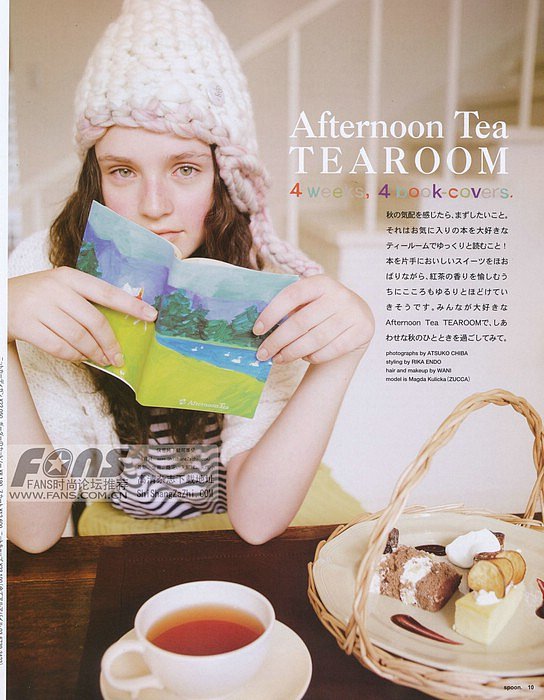 Afternoon Tea
TEAROOM
4 weeks, 4 book-covers.
秋の気配を感じたら、まずしたいこと。
それはお気に入りの本を大好きな
ティールームでゆっくりと読むこと！
本を片手においしいスイーツをほお
ばりながら、紅茶の香りを愉しむう
ちにこころもゆるりとほどけてい
きそうです。みんなが大好きな
Afternoon Tea TEAROOMで、しあ
わせな秋のひとときを過ごしてみて。
photographs by ATSUKO CHIBA
styling by RIKA ENDO
hair and makeup by WANI
model is Magda Kulicka (ZUCCA)
Afternoon Tea
FANS
FANS时尚论坛推荐
WWW.FANS.COM.CN
ShiShangZaZhi.COM
spoon. 10